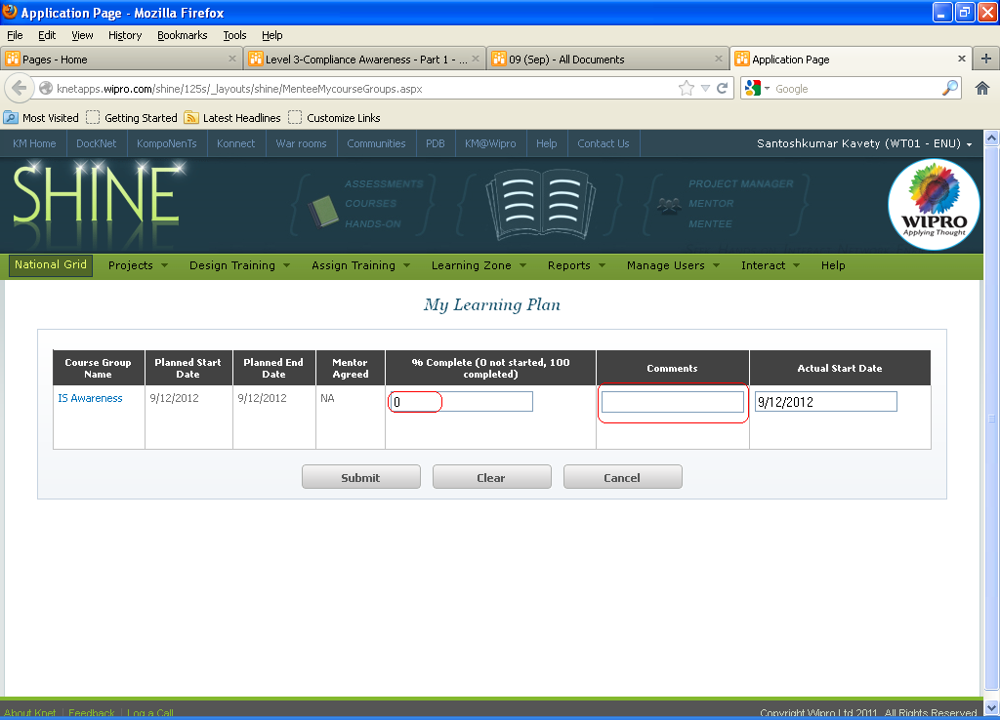 Application Page - Mozilla Firefox
File Edit View History Bookmarks Tools Help
Pages - Home Level 3-Compliance Awareness - Part 1 - ... 09 (Sep) - All Documents Application Page
knetapps.wipro.com/shine/125s/_layouts/shine/MenteeMycourseGroups.aspx Google
Most Visited Getting Started Latest Headlines Customize Links
KM Home DocKNet KompoNenTs Konnect War rooms Communities PDB KM@Wipro Help Contact Us Santoshkumar Kavety (WT01 - ENU)
SHINE
ASSESSMENTS
COURSES
HANDS-ON
PROJECT MANAGER
MENTOR
MENTEE
WIPRO
Applying Thought
National Grid Projects Design Training Assign Training Learning Zone Reports Manage Users Interact Help
My Learning Plan
Course Group Name Planned Start Date Planned End Date Mentor Agreed % Complete (0 not started, 100 completed) Comments Actual Start Date
IS Awareness 9/12/2012 9/12/2012 NA 0 9/12/2012
Submit Clear Cancel
About Knet | Feedback | Log a Call Copyright Wipro Ltd 2011. All Rights Reserved